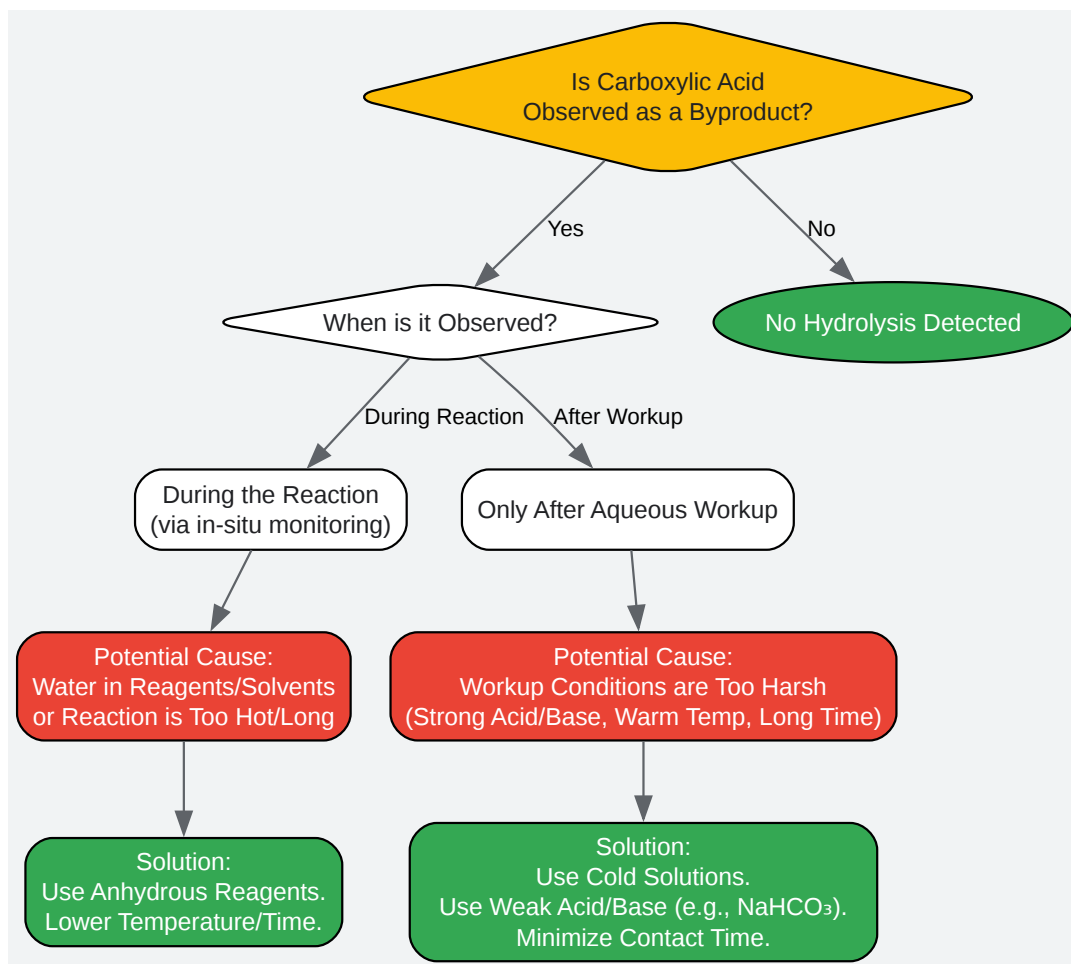 Is Carboxylic Acid
Observed as a Byproduct?
Yes
No
When is it Observed?
No Hydrolysis Detected
During Reaction
After Workup
During the Reaction
(via in-situ monitoring)
Only After Aqueous Workup
Potential Cause:
Water in Reagents/Solvents
or Reaction is Too Hot/Long
Potential Cause:
Workup Conditions are Too Harsh
(Strong Acid/Base, Warm Temp, Long Time)
Solution:
Use Anhydrous Reagents.
Lower Temperature/Time.
Solution:
Use Cold Solutions.
Use Weak Acid/Base (e.g., NaHCO₃).
Minimize Contact Time.